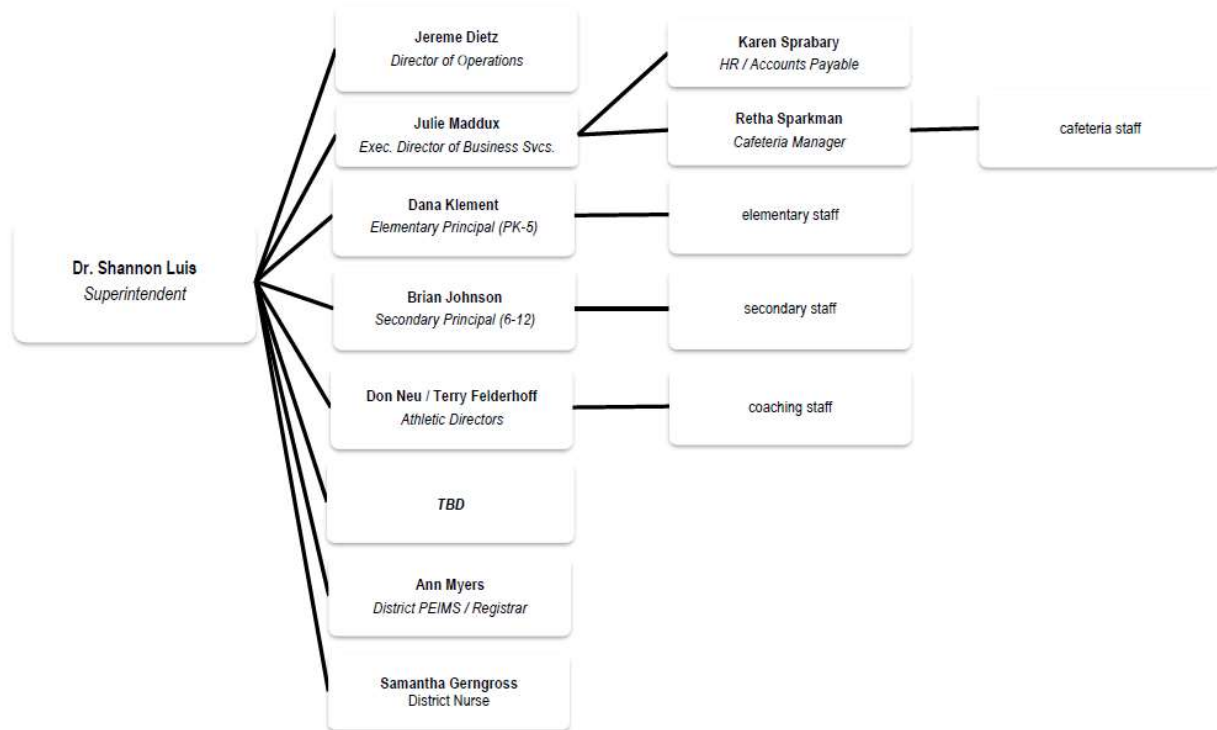 Jereme Dietz
Director of Operations
Karen Sprabary
HR / Accounts Payable
Julie Maddux
Exec. Director of Business Svcs.
Retha Sparkman
Cafeteria Manager
cafeteria staff
Dana Klement
Elementary Principal (PK-5)
elementary staff
Dr. Shannon Luis
Superintendent
Brian Johnson
Secondary Principal (6-12)
secondary staff
Don Neu / Terry Felderhoff
Athletic Directors
coaching staff
TBD
Ann Myers
District PEIMS / Registrar
Samantha Gerngross
District Nurse